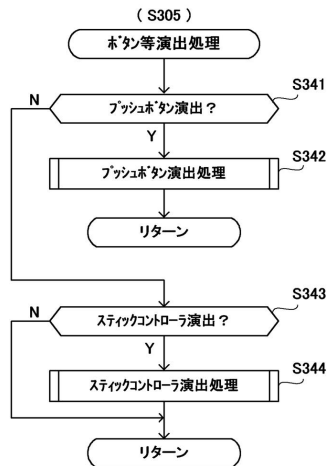 ( S305 )
ﾎﾞﾀﾝ等演出処理
S341
N
ﾌﾟｯｼｭﾎﾞﾀﾝ演出？
Y
S342
ﾌﾟｯｼｭﾎﾞﾀﾝ演出処理
リターン
S343
N
ｽﾃｨｯｸｺﾝﾄﾛｰﾗ演出？
Y
S344
ｽﾃｨｯｸｺﾝﾄﾛｰﾗ演出処理
リターン